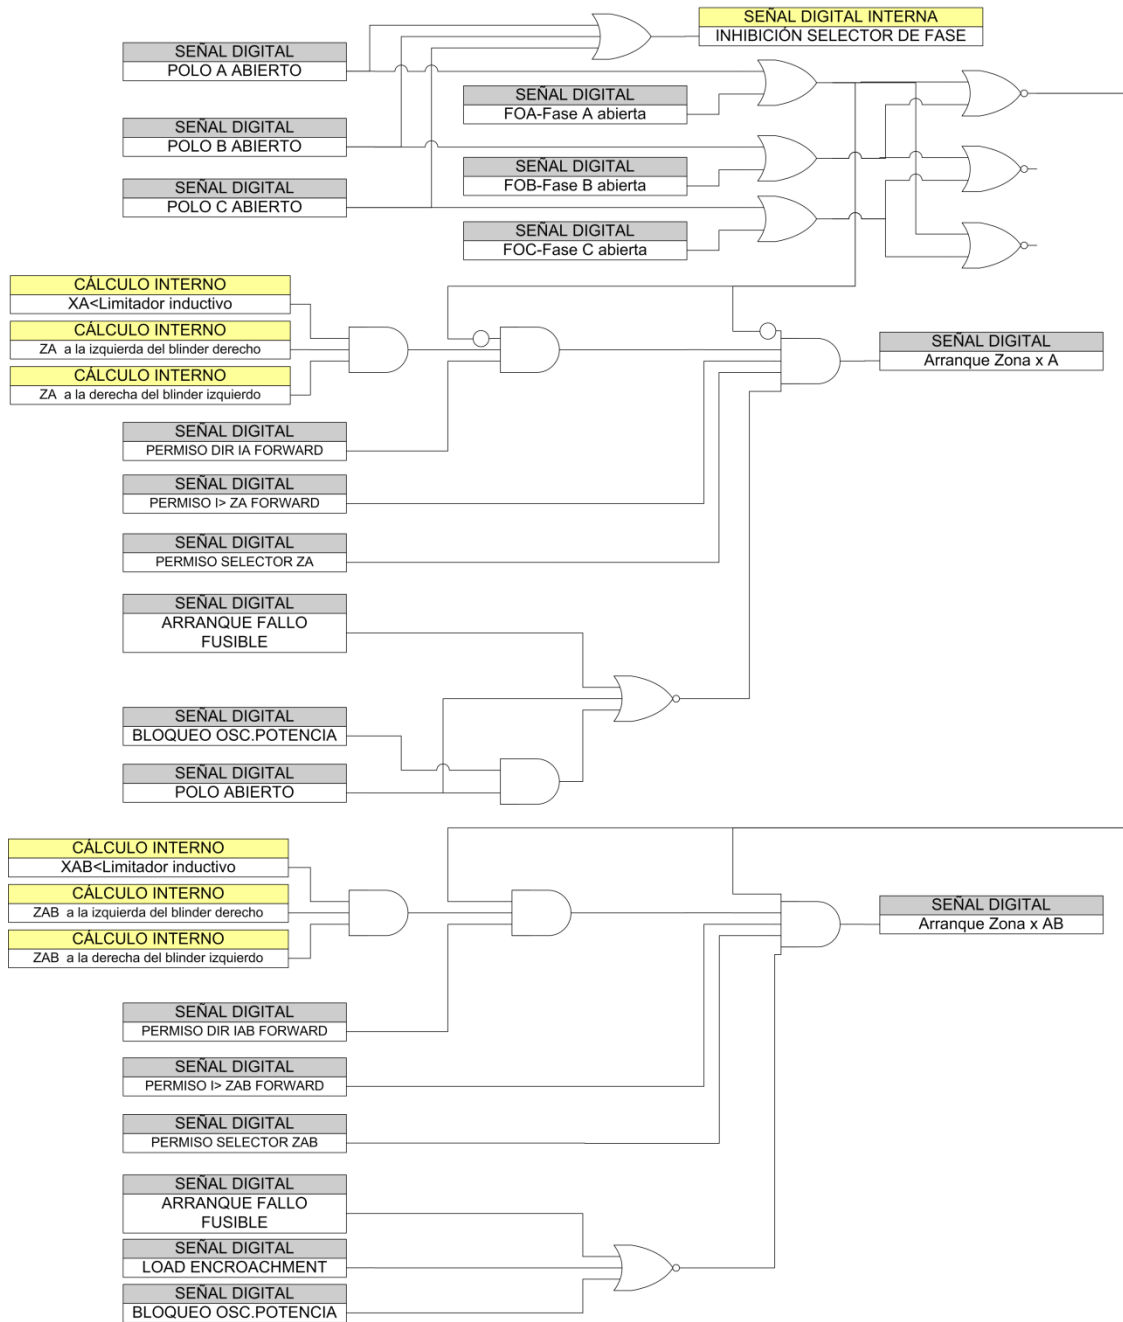 SEÑAL DIGITAL INTERNA
INHIBICIÓN SELECTOR DE FASE
SEÑAL DIGITAL
POLO A ABIERTO
SEÑAL DIGITAL
FOA-Fase A abierta
SEÑAL DIGITAL
POLO B ABIERTO
SEÑAL DIGITAL
FOB-Fase B abierta
SEÑAL DIGITAL
POLO C ABIERTO
SEÑAL DIGITAL
FOC-Fase C abierta
CÁLCULO INTERNO
XA<Limitador inductivo
CÁLCULO INTERNO
ZA a la izquierda del blinder derecho
CÁLCULO INTERNO
ZA a la derecha del blinder izquierdo
SEÑAL DIGITAL
Arranque Zona x A
SEÑAL DIGITAL
PERMISO DIR IA FORWARD
SEÑAL DIGITAL
PERMISO I> ZA FORWARD
SEÑAL DIGITAL
PERMISO SELECTOR ZA
SEÑAL DIGITAL
ARRANQUE FALLO
FUSIBLE
SEÑAL DIGITAL
BLOQUEO OSC.POTENCIA
SEÑAL DIGITAL
POLO ABIERTO
CÁLCULO INTERNO
XAB<Limitador inductivo
CÁLCULO INTERNO
ZAB a la izquierda del blinder derecho
CÁLCULO INTERNO
ZAB a la derecha del blinder izquierdo
SEÑAL DIGITAL
Arranque Zona x AB
SEÑAL DIGITAL
PERMISO DIR IAB FORWARD
SEÑAL DIGITAL
PERMISO I> ZAB FORWARD
SEÑAL DIGITAL
PERMISO SELECTOR ZAB
SEÑAL DIGITAL
ARRANQUE FALLO
FUSIBLE
SEÑAL DIGITAL
LOAD ENCROACHMENT
SEÑAL DIGITAL
BLOQUEO OSC.POTENCIA